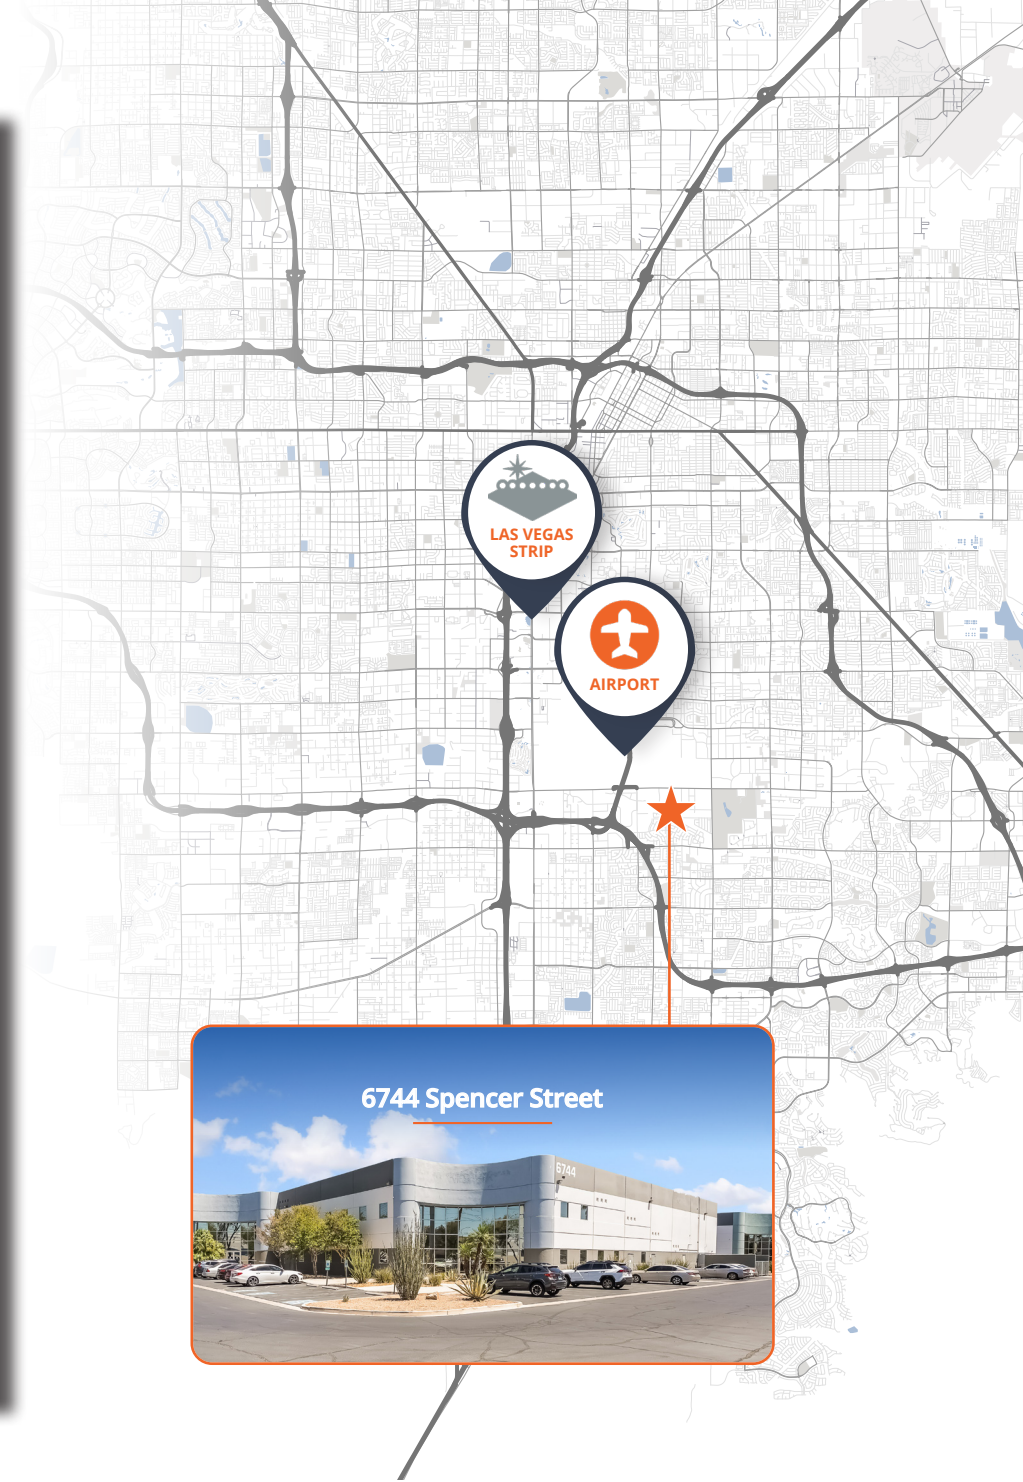 LAS VEGAS
STRIP
AIRPORT
6744 Spencer Street
6744